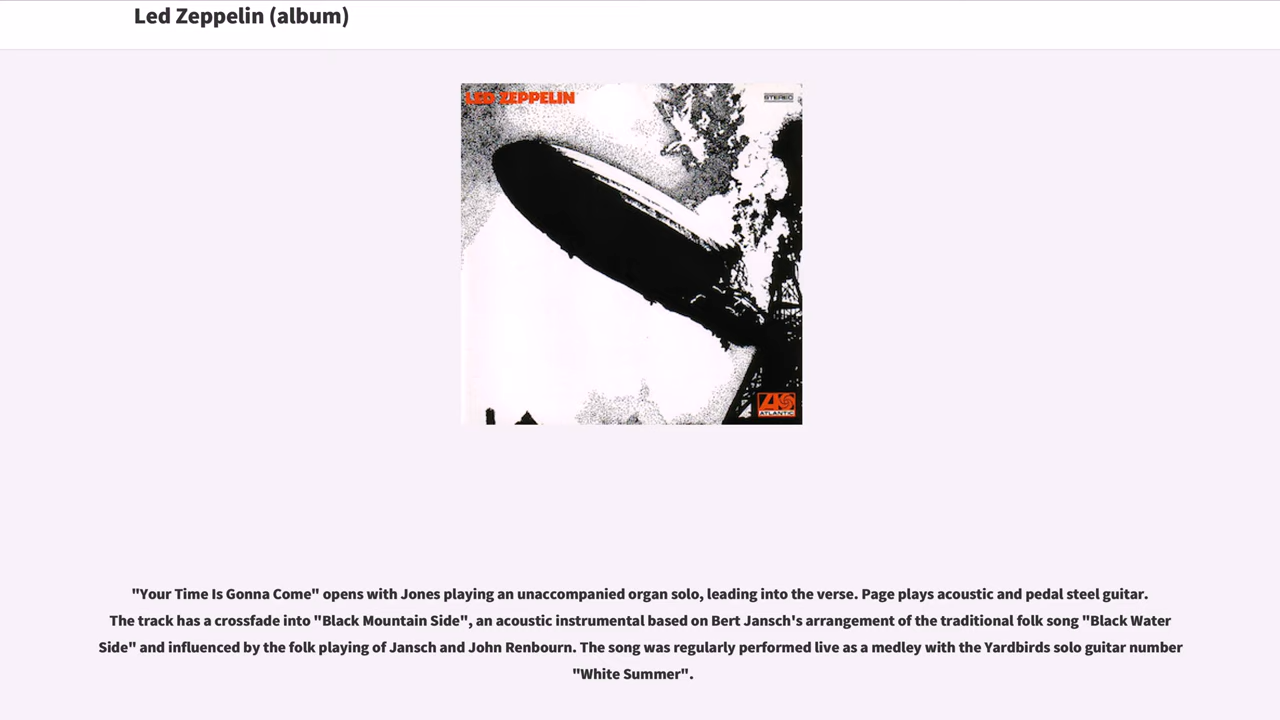 Led Zeppelin (album)
LED ZEPPELIN
STEREO
ATLANTIC
"Your Time Is Gonna Come" opens with Jones playing an unaccompanied organ solo, leading into the verse. Page plays acoustic and pedal steel guitar.
The track has a crossfade into "Black Mountain Side", an acoustic instrumental based on Bert Jansch's arrangement of the traditional folk song "Black Water
Side" and influenced by the folk playing of Jansch and John Renbourn. The song was regularly performed live as a medley with the Yardbirds solo guitar number
"White Summer".